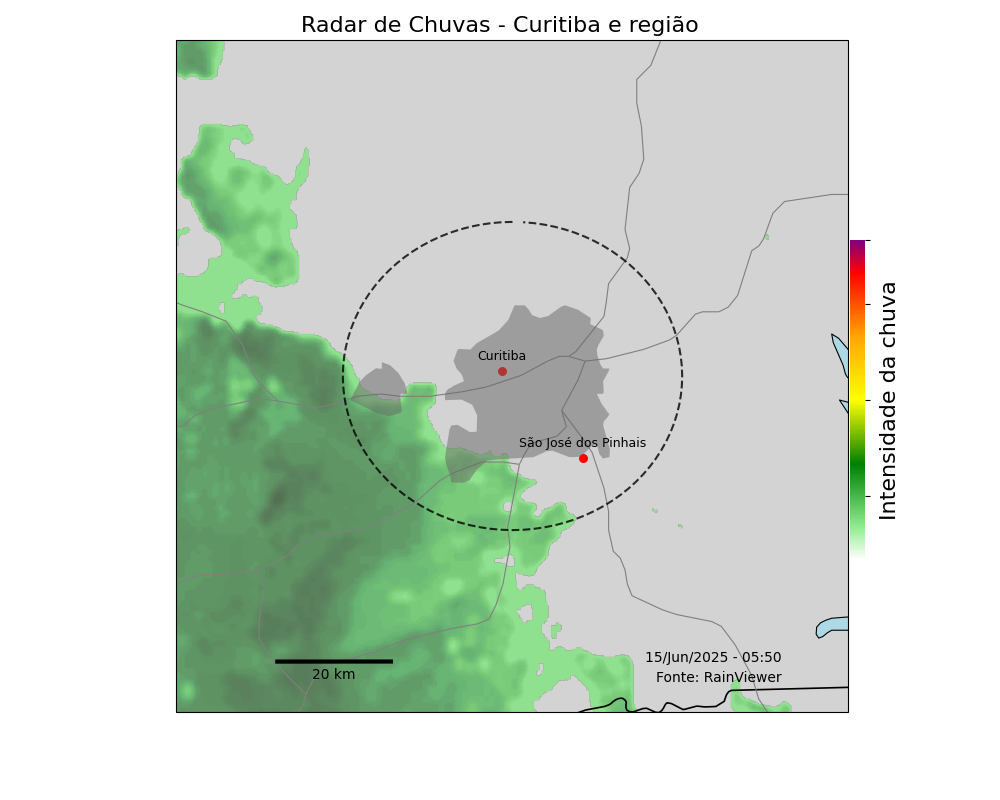 Radar de Chuvas - Curitiba e região
Curitiba
São José dos Pinhais
Intensidade da chuva
15/Jun/2025 - 05:50
Fonte: RainViewer
20 km